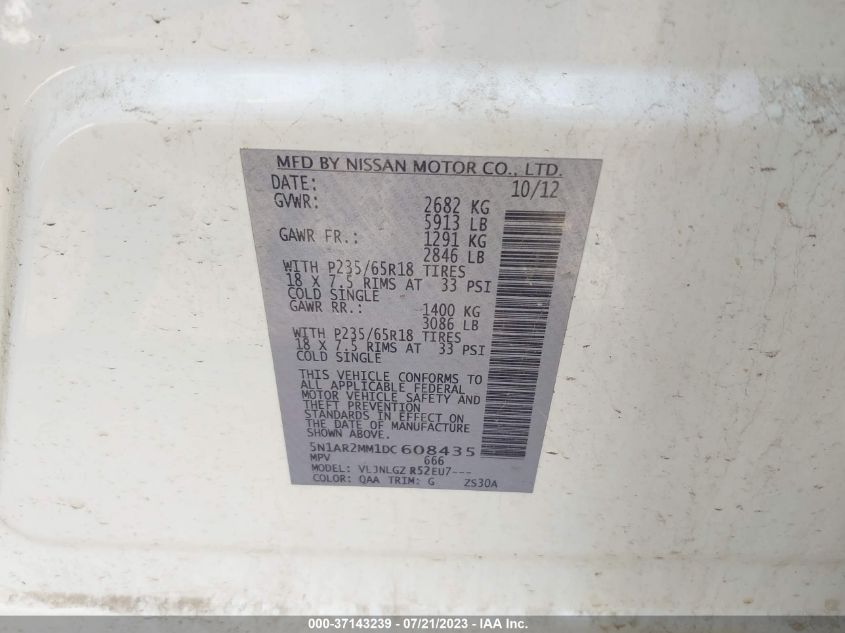 MFD BY NISSAN MOTOR CO., LTD.
DATE: 10/12
GVWR: 2682 KG
5913 LB
GAWR FR.: 1291 KG
2846 LB
WITH P235/65R18 TIRES
18 X 7.5 RIMS AT 33 PSI
COLD SINGLE
GAWR RR.: 1400 KG
3086 LB
WITH P235/65R18 TIRES
18 X 7.5 RIMS AT 33 PSI
COLD SINGLE
THIS VEHICLE CONFORMS TO
ALL APPLICABLE FEDERAL
MOTOR VEHICLE SAFETY AND
THEFT PREVENTION
STANDARDS IN EFFECT ON
THE DATE OF MANUFACTURE
SHOWN ABOVE.
5N1AR2MM1DC608435
MPV 666
MODEL: VLJNLGZ R52EU7---
COLOR: QAA TRIM: G ZS30A
000-37143239 - 07/21/2023 - IAA Inc.